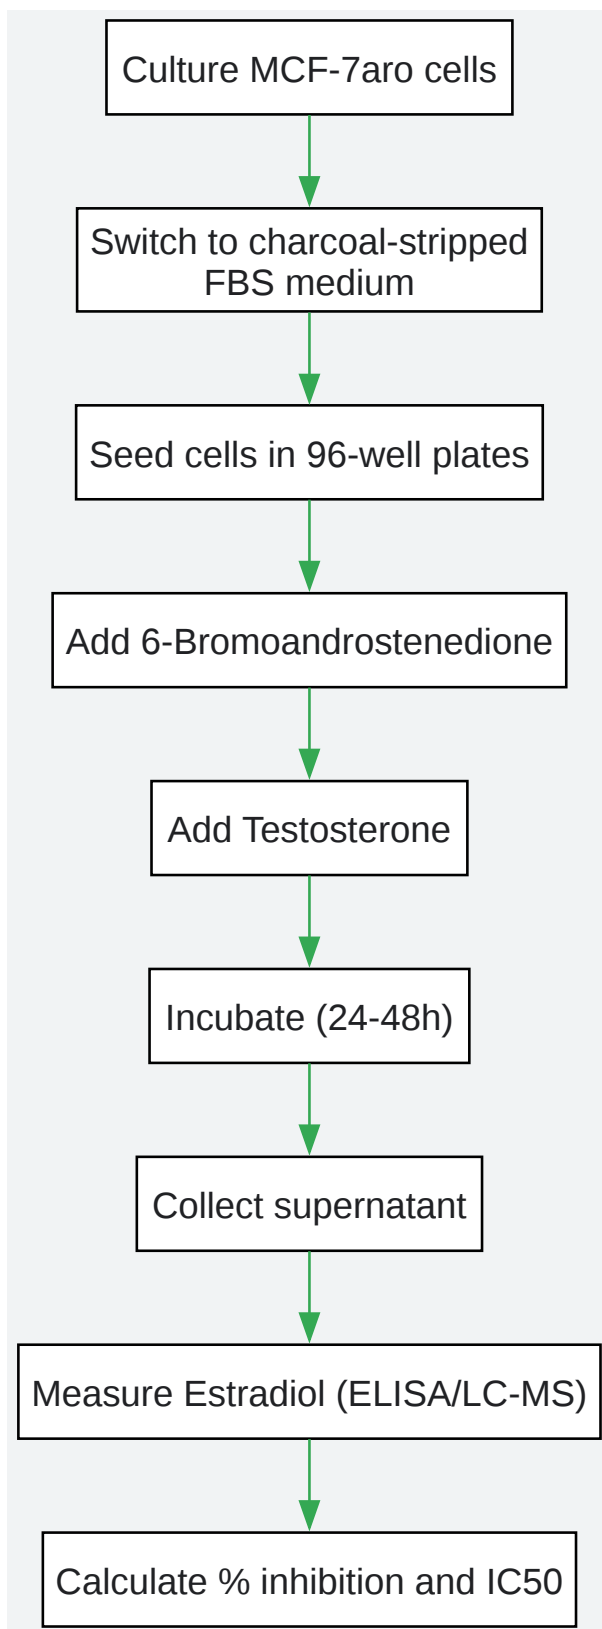 Culture MCF-7aro cells
Switch to charcoal-stripped
FBS medium
Seed cells in 96-well plates
Add 6-Bromoandrostenedione
Add Testosterone
Incubate (24-48h)
Collect supernatant
Measure Estradiol (ELISA/LC-MS)
Calculate % inhibition and IC50